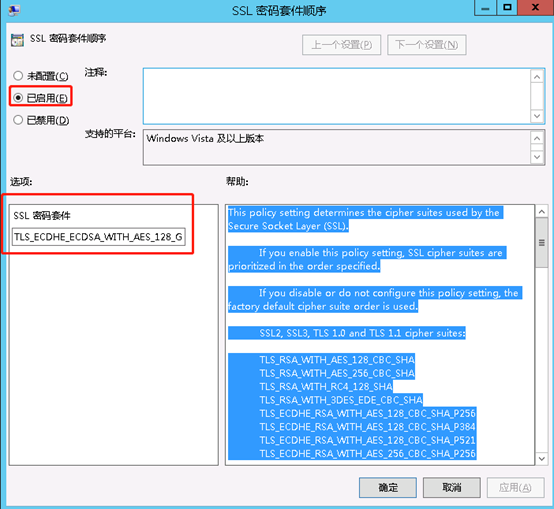 SSL 密码套件顺序
SSL 密码套件顺序
上一个设置(P)
下一个设置(N)
未配置(C)
注释:
已启用(E)
已禁用(D)
支持的平台:
Windows Vista 及以上版本
选项:
帮助:
SSL 密码套件
TLS_ECDHE_ECDSA_WITH_AES_128_G
This policy setting determines the cipher suites used by the
Secure Socket Layer (SSL).
If you enable this policy setting, SSL cipher suites are
prioritized in the order specified.
If you disable or do not configure this policy setting, the
factory default cipher suite order is used.
SSL2, SSL3, TLS 1.0 and TLS 1.1 cipher suites:
TLS_RSA_WITH_AES_128_CBC_SHA
TLS_RSA_WITH_AES_256_CBC_SHA
TLS_RSA_WITH_RC4_128_SHA
TLS_RSA_WITH_3DES_EDE_CBC_SHA
TLS_ECDHE_RSA_WITH_AES_128_CBC_SHA_P256
TLS_ECDHE_RSA_WITH_AES_128_CBC_SHA_P384
TLS_ECDHE_RSA_WITH_AES_128_CBC_SHA_P521
TLS_ECDHE_RSA_WITH_AES_256_CBC_SHA_P256
确定
取消
应用(A)